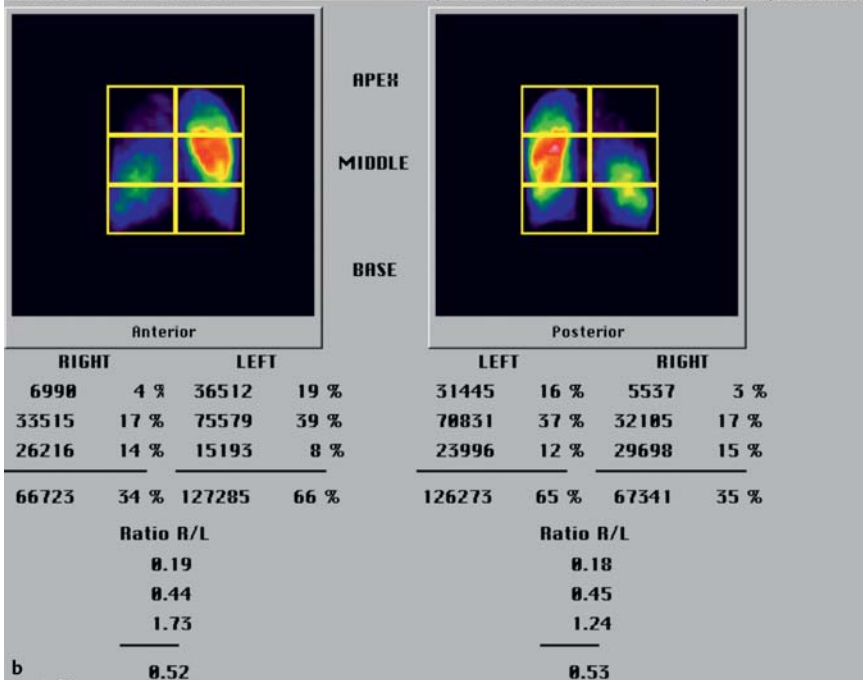 APEX
MIDDLE
BASE
Anterior
Posterior
RIGHT LEFT LEFT RIGHT
6990 4 % 36512 19 % 31445 16 % 5537 3 %
33515 17 % 75579 39 % 70831 37 % 32105 17 %
26216 14 % 15193 8 % 23996 12 % 29698 15 %
66723 34 % 127285 66 % 126273 65 % 67341 35 %
Ratio R/L Ratio R/L
0.19 0.18
0.44 0.45
1.73 1.24
b 0.52 0.53